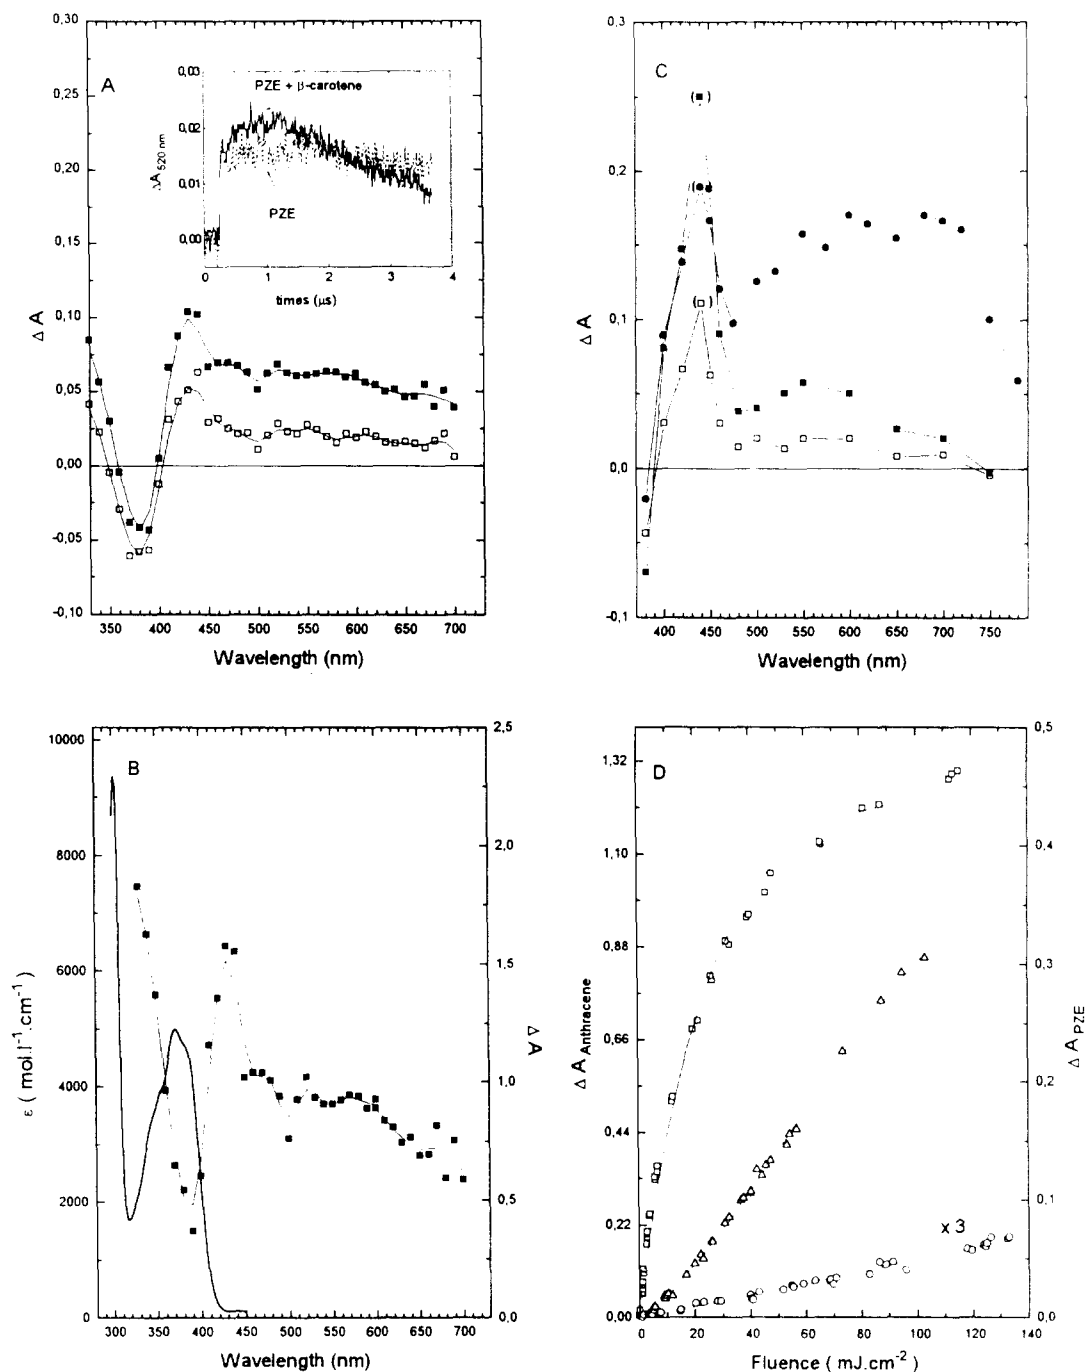 0,30
0,25
0,20
0,15
0,10
0,05
0,00
-0,05
-0,10
Δ A
A
0,03
0,02
0,01
0,00
ΔA 520 nm
PZE + β-carotene
PZE
0 1 2 3 4
times (μs)
350 400 450 500 550 600 650 700
Wavelength (nm)
0,3
0,2
0,1
0,0
-0,1
Δ A
C
(■)
( )
( )
400 450 500 550 600 650 700 750
Wavelength (nm)
10000
8000
6000
4000
2000
0
ε ( mol.l⁻¹.cm⁻¹ )
B
2,5
2,0
1,5
1,0
0,5
0,0
Δ A
300 350 400 450 500 550 600 650 700
Wavelength (nm)
1,32
1,10
0,88
0,66
0,44
0,22
0,00
Δ A Anthracene
D
x 3
0,5
0,4
0,3
0,2
0,1
0,0
Δ A PZE
0 20 40 60 80 100 120 140
Fluence ( mJ.cm⁻² )